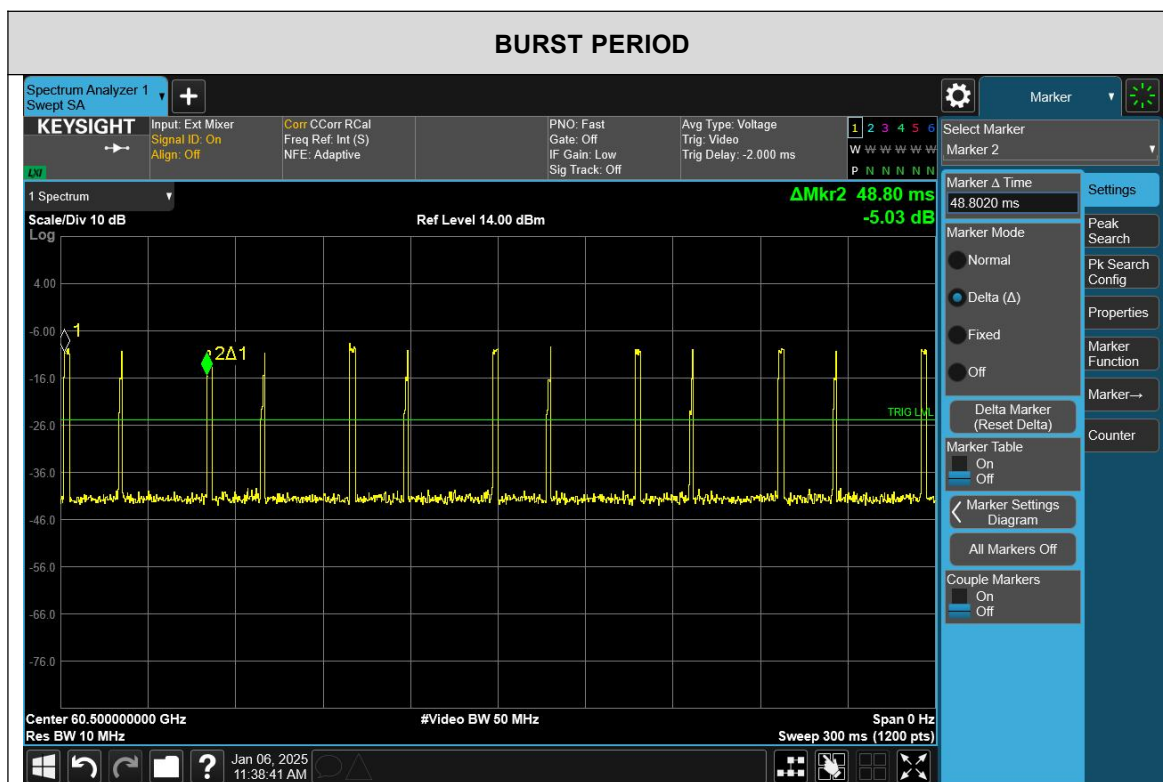 BURST PERIOD
Spectrum Analyzer 1
Swept SA
Marker
KEYSIGHT
LXI
Input: Ext Mixer
Signal ID: On
Align: Off
Corr CCorr RCal
Freq Ref: Int (S)
NFE: Adaptive
PNO: Fast
Gate: Off
IF Gain: Low
Sig Track: Off
Avg Type: Voltage
Trig: Video
Trig Delay: -2.000 ms
1 2 3 4 5 6
W W W W W W
P N N N N N
Select Marker
Marker 2
1 Spectrum
ΔMkr2 48.80 ms
-5.03 dB
Scale/Div 10 dB
Ref Level 14.00 dBm
Log
4.00
-6.00
-16.0
-26.0
-36.0
-46.0
-56.0
-66.0
-76.0
1
2Δ1
TRIG LVL
Center 60.500000000 GHz
#Video BW 50 MHz
Span 0 Hz
Res BW 10 MHz
Sweep 300 ms (1200 pts)
Marker Δ Time
48.8020 ms
Marker Mode
Normal
Delta (Δ)
Fixed
Off
Delta Marker
(Reset Delta)
Marker Table
On
Off
Marker Settings
Diagram
All Markers Off
Couple Markers
On
Off
Settings
Peak
Search
Pk Search
Config
Properties
Marker
Function
Marker→
Counter
?
Jan 06, 2025
11:38:41 AM